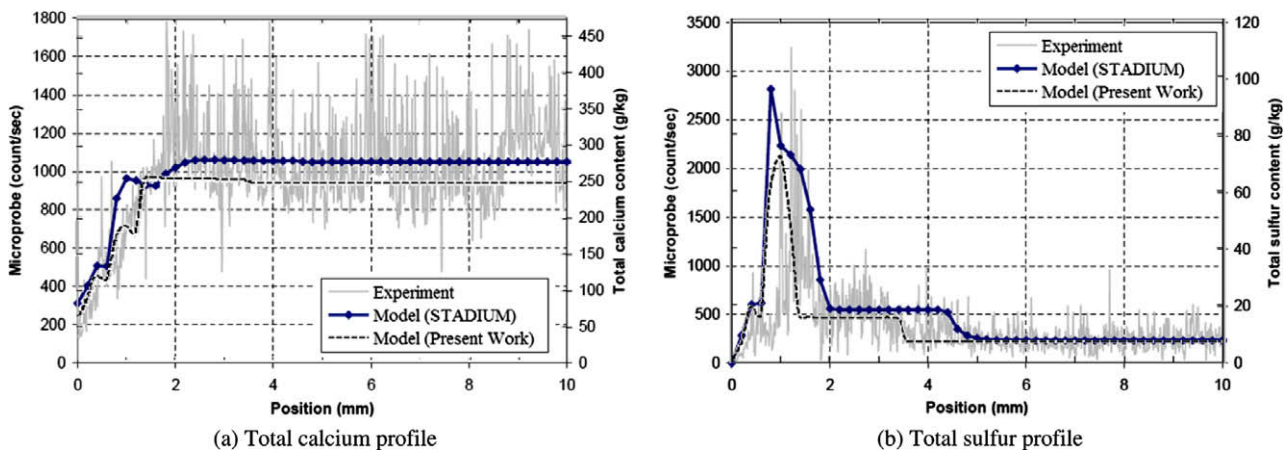 1800
1600
1400
1200
1000
800
600
400
200
0
Microprobe (count/sec)
450
400
350
300
250
200
150
100
50
0
Total calcium content (g/kg)
Experiment
Model (STADIUM)
Model (Present Work)
0 2 4 6 8 10
Position (mm)
(a) Total calcium profile
3500
3000
2500
2000
1500
1000
500
0
Microprobe (count/sec)
120
100
80
60
40
20
0
Total sulfur content (g/kg)
Experiment
Model (STADIUM)
Model (Present Work)
0 2 4 6 8 10
Position (mm)
(b) Total sulfur profile